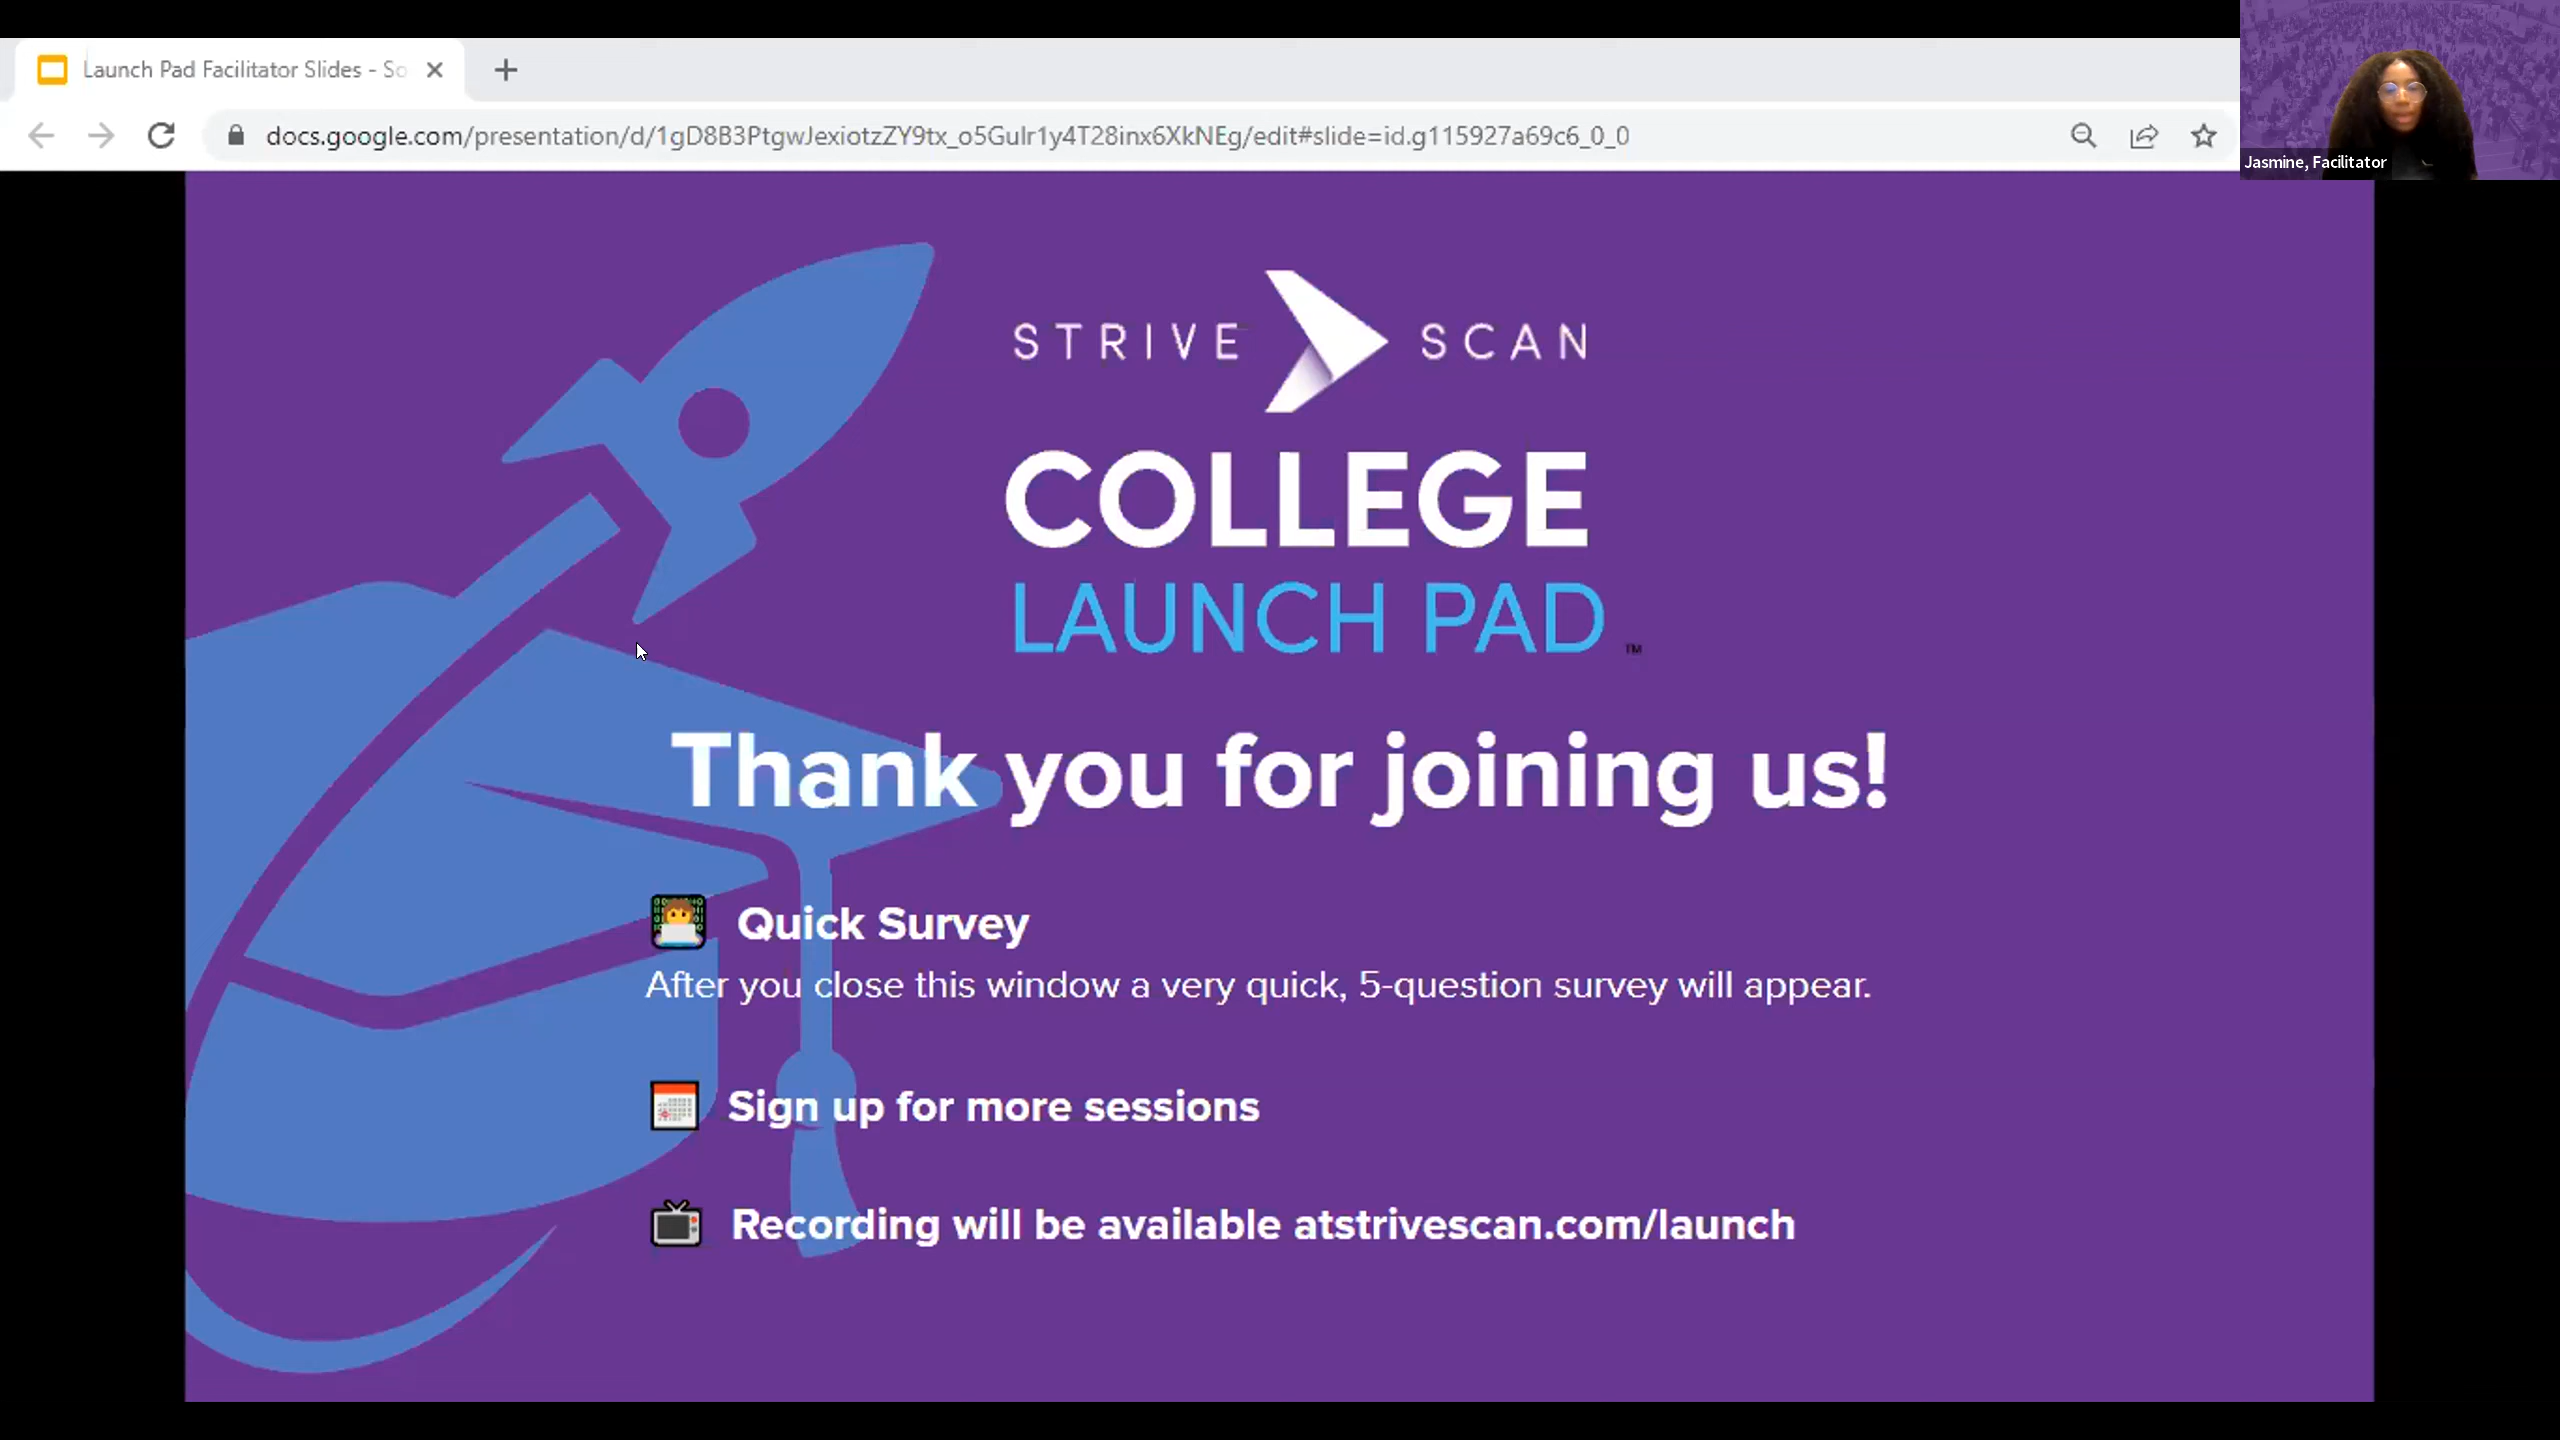 Launch Pad Facilitator Slides - So
docs.google.com/presentation/d/1gD8B3PtgwJexiotzZY9tx_o5Gulr1y4T28inx6XkNEg/edit#slide=id.g115927a69c6_0_0
Jasmine, Facilitator
STRIVE SCAN
COLLEGE
LAUNCH PAD ™
Thank you for joining us!
Quick Survey
After you close this window a very quick, 5-question survey will appear.
Sign up for more sessions
Recording will be available atstrivescan.com/launch